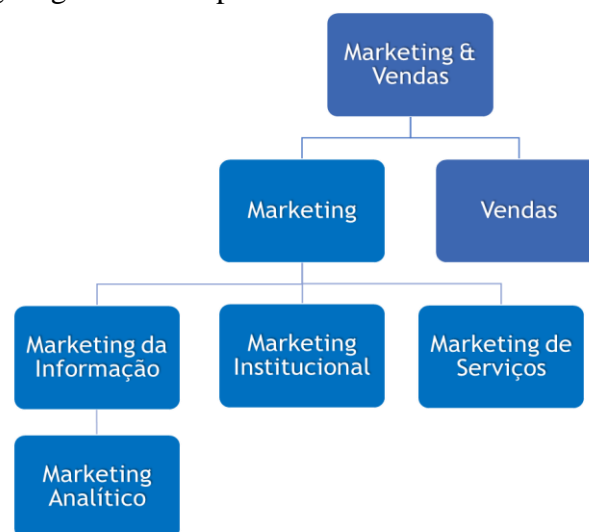 Marketing &
Vendas
Marketing
Vendas
Marketing da
Informação
Marketing
Institucional
Marketing de
Serviços
Marketing
Analítico